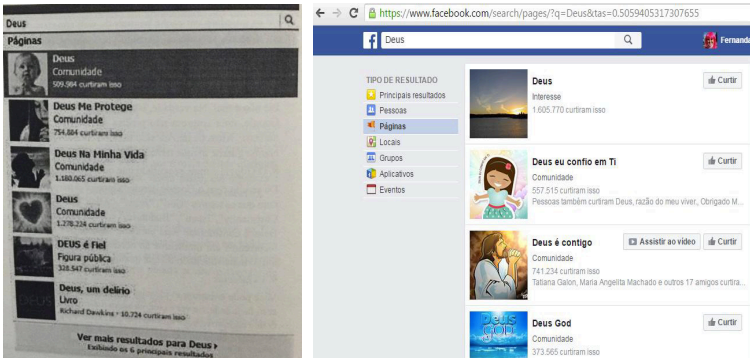 Deus
Páginas
Deus
Comunidade
509.984 curtiram isso
Deus Me Protege
Comunidade
754.884 curtiram isso
Deus Na Minha Vida
Comunidade
1.180.065 curtiram isso
Deus
Comunidade
1.278.224 curtiram isso
DEUS é Fiel
Figura pública
328.547 curtiram isso
DEUS
Deus, um delírio
Livro
Richard Dawkins · 10.724 curtiram isso
Ver mais resultados para Deus
Exibindo os 6 principais resultados
https://www.facebook.com/search/pages/?q=Deus&tas=0.5059405317307655
f
Deus
Fernanda
TIPO DE RESULTADO
Principais resultados
Pessoas
Páginas
Locais
Grupos
Aplicativos
Eventos
Deus
Curtir
Interesse
1.605.770 curtiram isso
Deus eu confio em Ti
Curtir
Comunidade
557.515 curtiram isso
Pessoas também curtiram Deus, razão do meu viver., Obrigado M...
Deus é contigo
Assistir ao vídeo
Curtir
Comunidade
741.234 curtiram isso
Tatiana Galon, Maria Angelita Machado e outros 17 amigos curtira...
Deus
GOD
Deus God
Curtir
Comunidade
373.565 curtiram isso